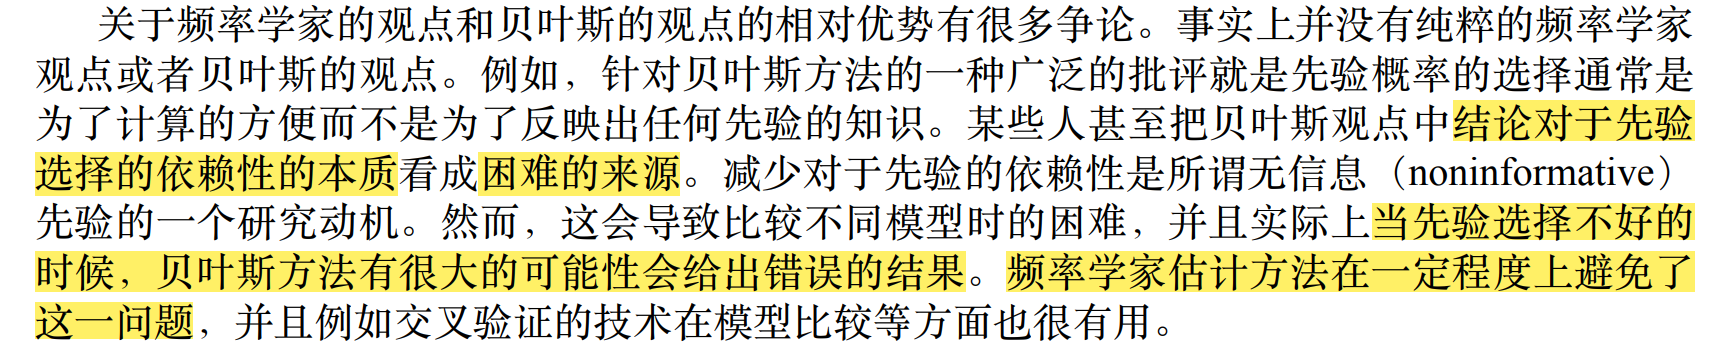 关于频率学家的观点和贝叶斯的观点的相对优势有很多争论。事实上并没有纯粹的频率学家
观点或者贝叶斯的观点。例如，针对贝叶斯方法的一种广泛的批评就是先验概率的选择通常是
为了计算的方便而不是为了反映出任何先验的知识。某些人甚至把贝叶斯观点中结论对于先验
选择的依赖性的本质看成困难的来源。减少对于先验的依赖性是所谓无信息（noninformative）
先验的一个研究动机。然而，这会导致比较不同模型时的困难，并且实际上当先验选择不好的
时候，贝叶斯方法有很大的可能性会给出错误的结果。频率学家估计方法在一定程度上避免了
这一问题，并且例如交叉验证的技术在模型比较等方面也很有用。